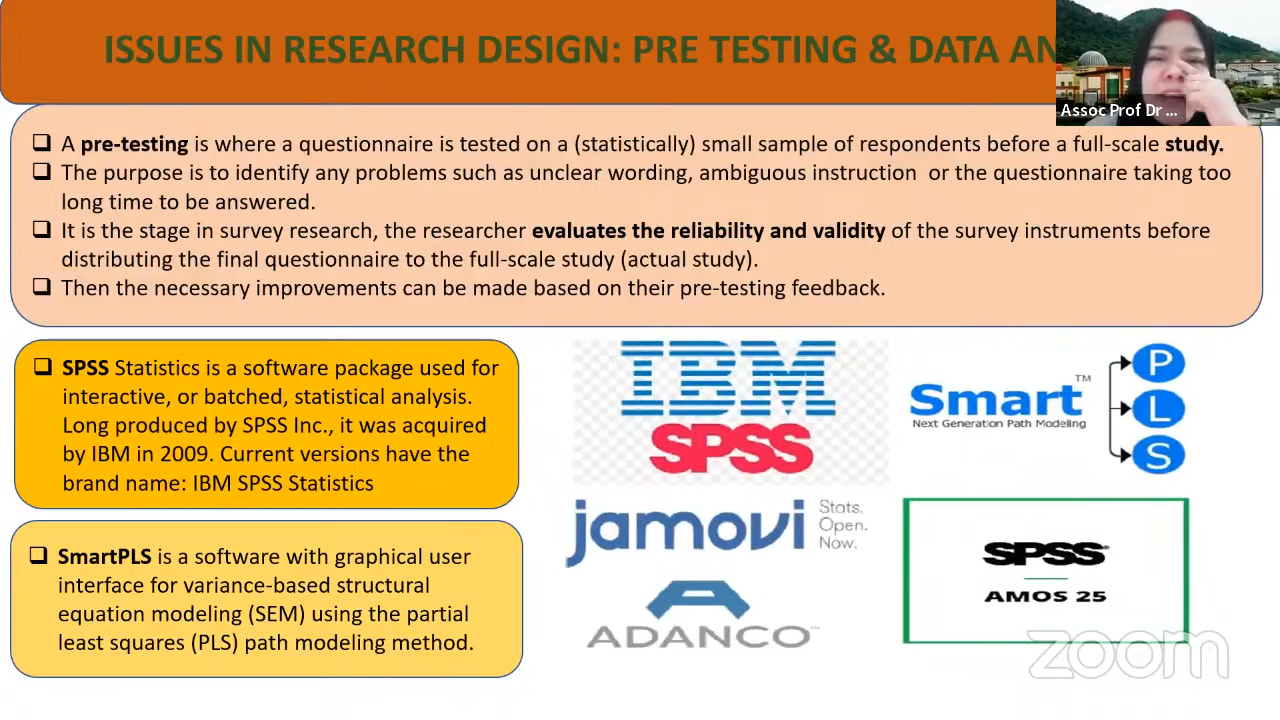 ISSUES IN RESEARCH DESIGN: PRE TESTING & DATA AN
Assoc Prof Dr ...
❑ A pre-testing is where a questionnaire is tested on a (statistically) small sample of respondents before a full-scale study.
❑ The purpose is to identify any problems such as unclear wording, ambiguous instruction or the questionnaire taking too
long time to be answered.
❑ It is the stage in survey research, the researcher evaluates the reliability and validity of the survey instruments before
distributing the final questionnaire to the full-scale study (actual study).
❑ Then the necessary improvements can be made based on their pre-testing feedback.
❑ SPSS Statistics is a software package used for
interactive, or batched, statistical analysis.
Long produced by SPSS Inc., it was acquired
by IBM in 2009. Current versions have the
brand name: IBM SPSS Statistics
❑ SmartPLS is a software with graphical user
interface for variance-based structural
equation modeling (SEM) using the partial
least squares (PLS) path modeling method.
IBM
SPSS
Smart™
Next Generation Path Modeling
P
L
S
jamovi
Stats.
Open.
Now.
ADANCO™
SPSS
AMOS 25
zoom